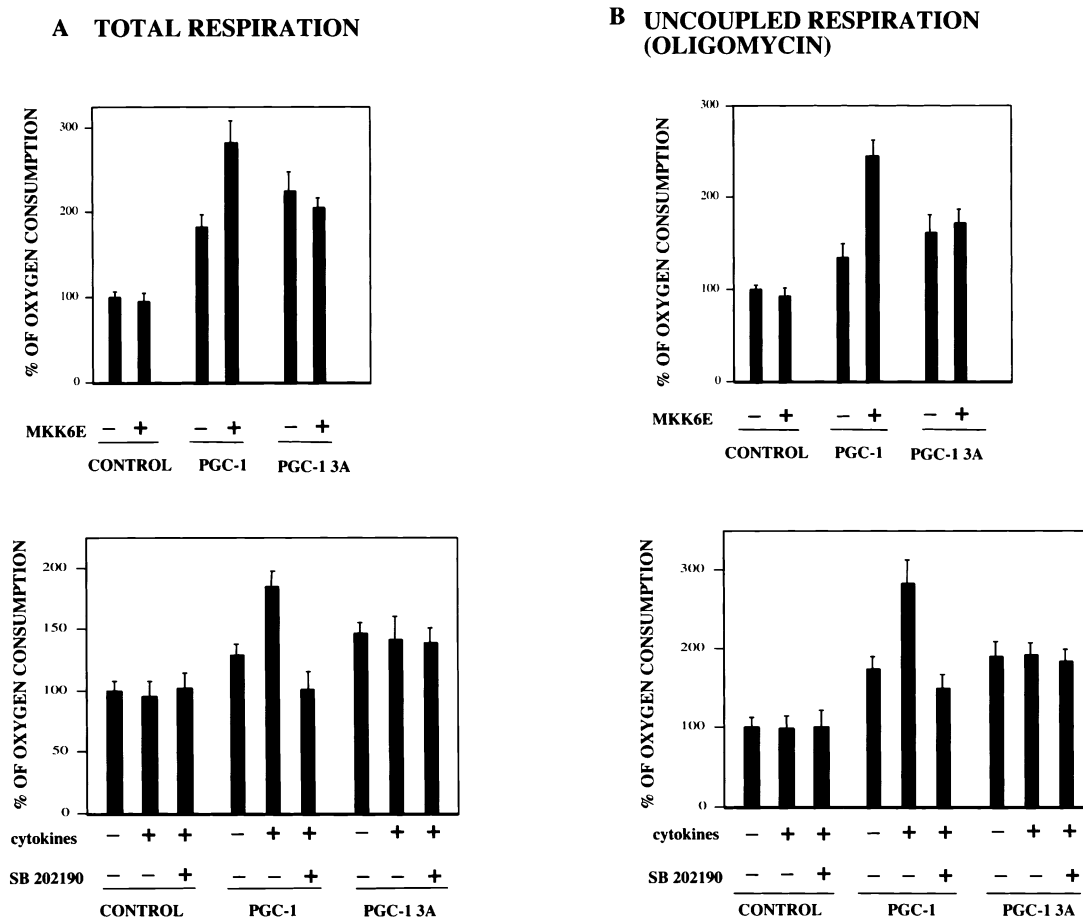 A TOTAL RESPIRATION
% OF OXYGEN CONSUMPTION
300
200
100
0
MKK6E − + − + − +
CONTROL PGC-1 PGC-1 3A
% OF OXYGEN CONSUMPTION
200
150
100
50
0
cytokines − + + − + + − + +
SB 202190 − − + − − + − − +
CONTROL PGC-1 PGC-1 3A
B UNCOUPLED RESPIRATION
(OLIGOMYCIN)
% OF OXYGEN CONSUMPTION
300
200
100
0
MKK6E − + − + − +
CONTROL PGC-1 PGC-1 3A
% OF OXYGEN CONSUMPTION
300
200
100
0
cytokines − + + − + + − + +
SB 202190 − − + − − + − − +
CONTROL PGC-1 PGC-1 3A